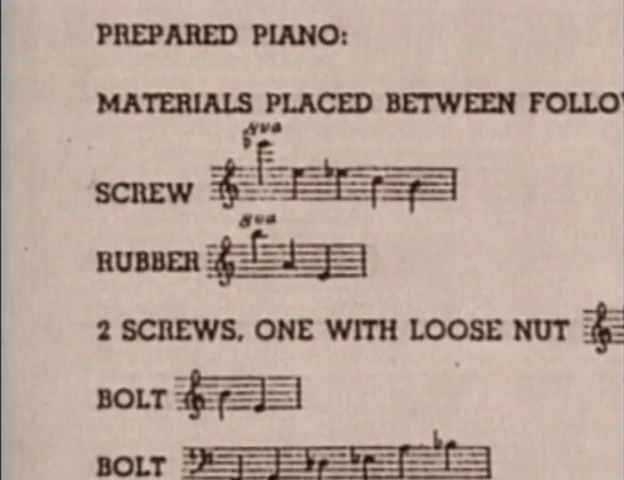 PREPARED PIANO:
MATERIALS PLACED BETWEEN FOLLO
8va
SCREW
8va
RUBBER
2 SCREWS, ONE WITH LOOSE NUT
BOLT
BOLT